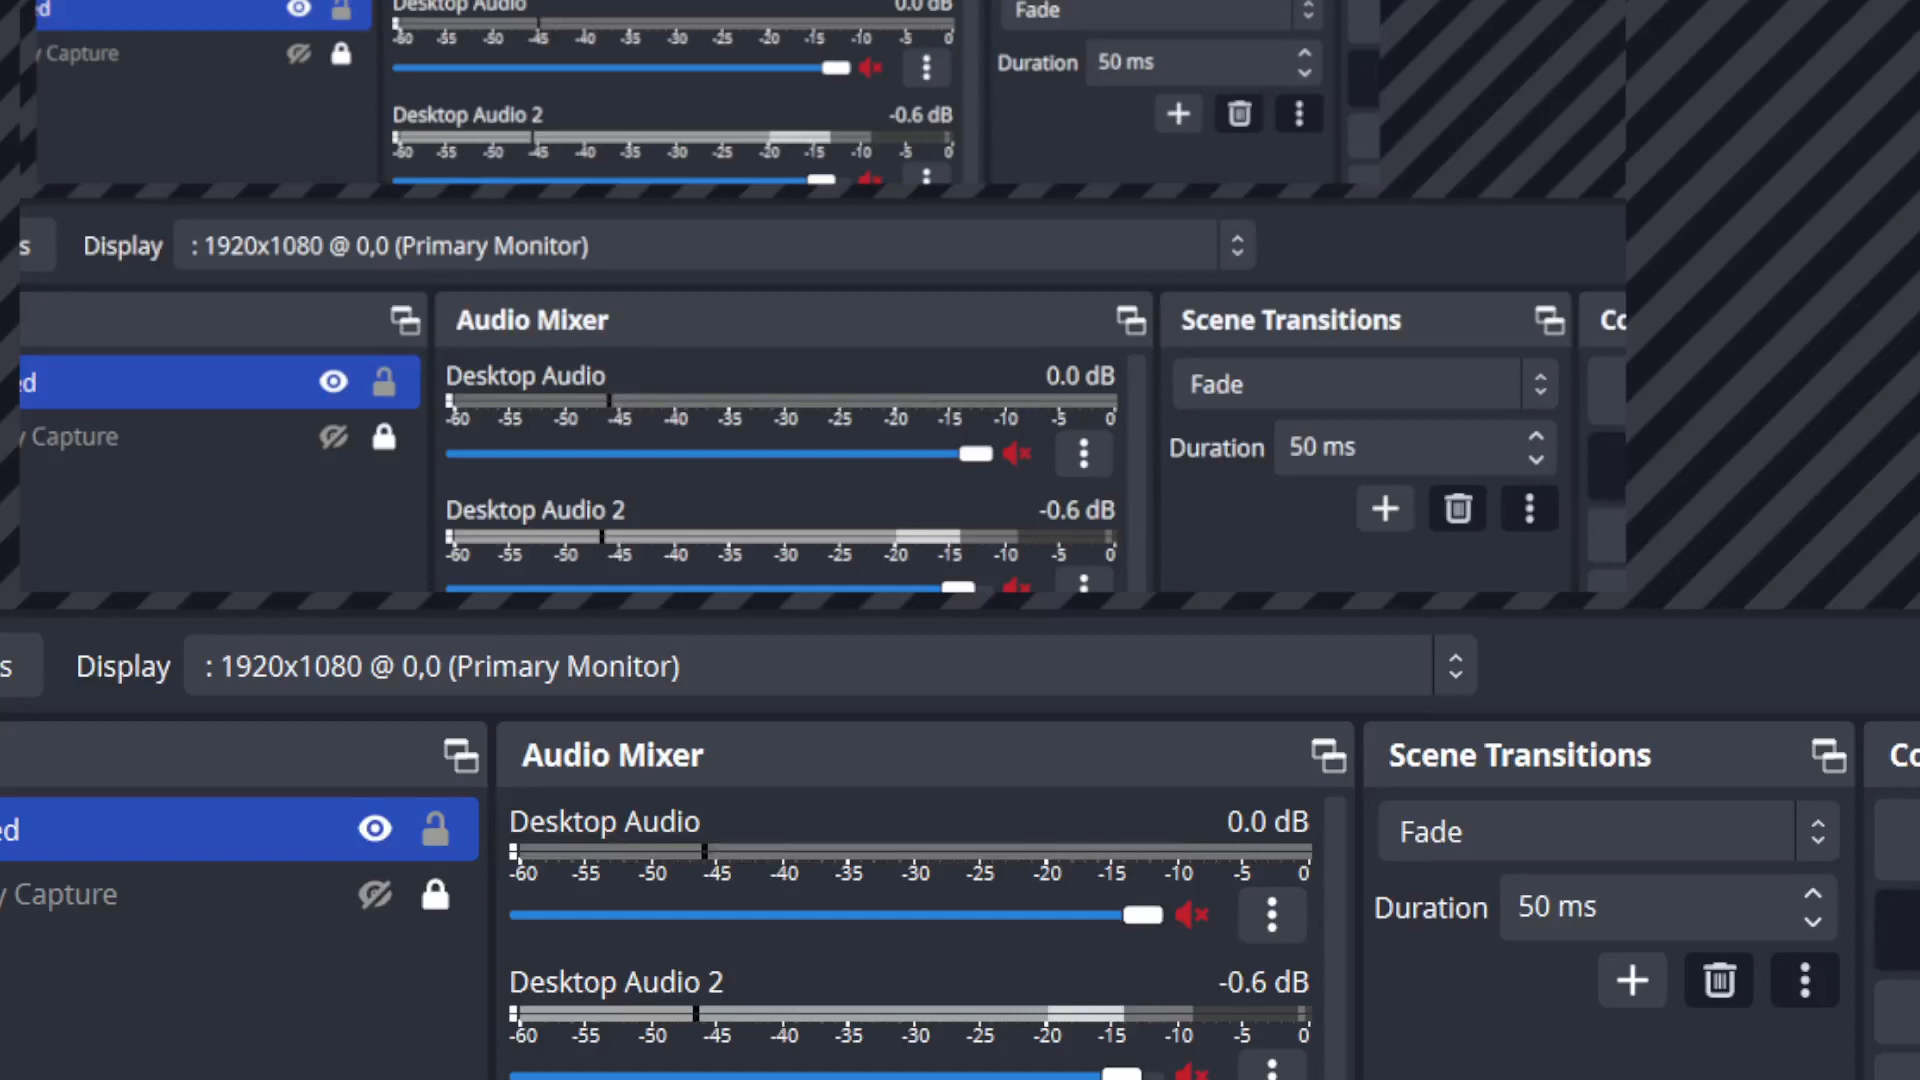 ed
Desktop Audio 0.0 dB
-60 -55 -50 -45 -40 -35 -30 -25 -20 -15 -10 -5 0
y Capture
Fade
Duration 50 ms
Desktop Audio 2 -0.6 dB
-60 -55 -50 -45 -40 -35 -30 -25 -20 -15 -10 -5 0
s Display : 1920x1080 @ 0,0 (Primary Monitor)
Audio Mixer
Scene Transitions
Co
ed
Desktop Audio 0.0 dB
-60 -55 -50 -45 -40 -35 -30 -25 -20 -15 -10 -5 0
y Capture
Fade
Duration 50 ms
Desktop Audio 2 -0.6 dB
-60 -55 -50 -45 -40 -35 -30 -25 -20 -15 -10 -5 0
s Display : 1920x1080 @ 0,0 (Primary Monitor)
Audio Mixer
Scene Transitions
Co
ed
Desktop Audio 0.0 dB
-60 -55 -50 -45 -40 -35 -30 -25 -20 -15 -10 -5 0
y Capture
Fade
Duration 50 ms
Desktop Audio 2 -0.6 dB
-60 -55 -50 -45 -40 -35 -30 -25 -20 -15 -10 -5 0